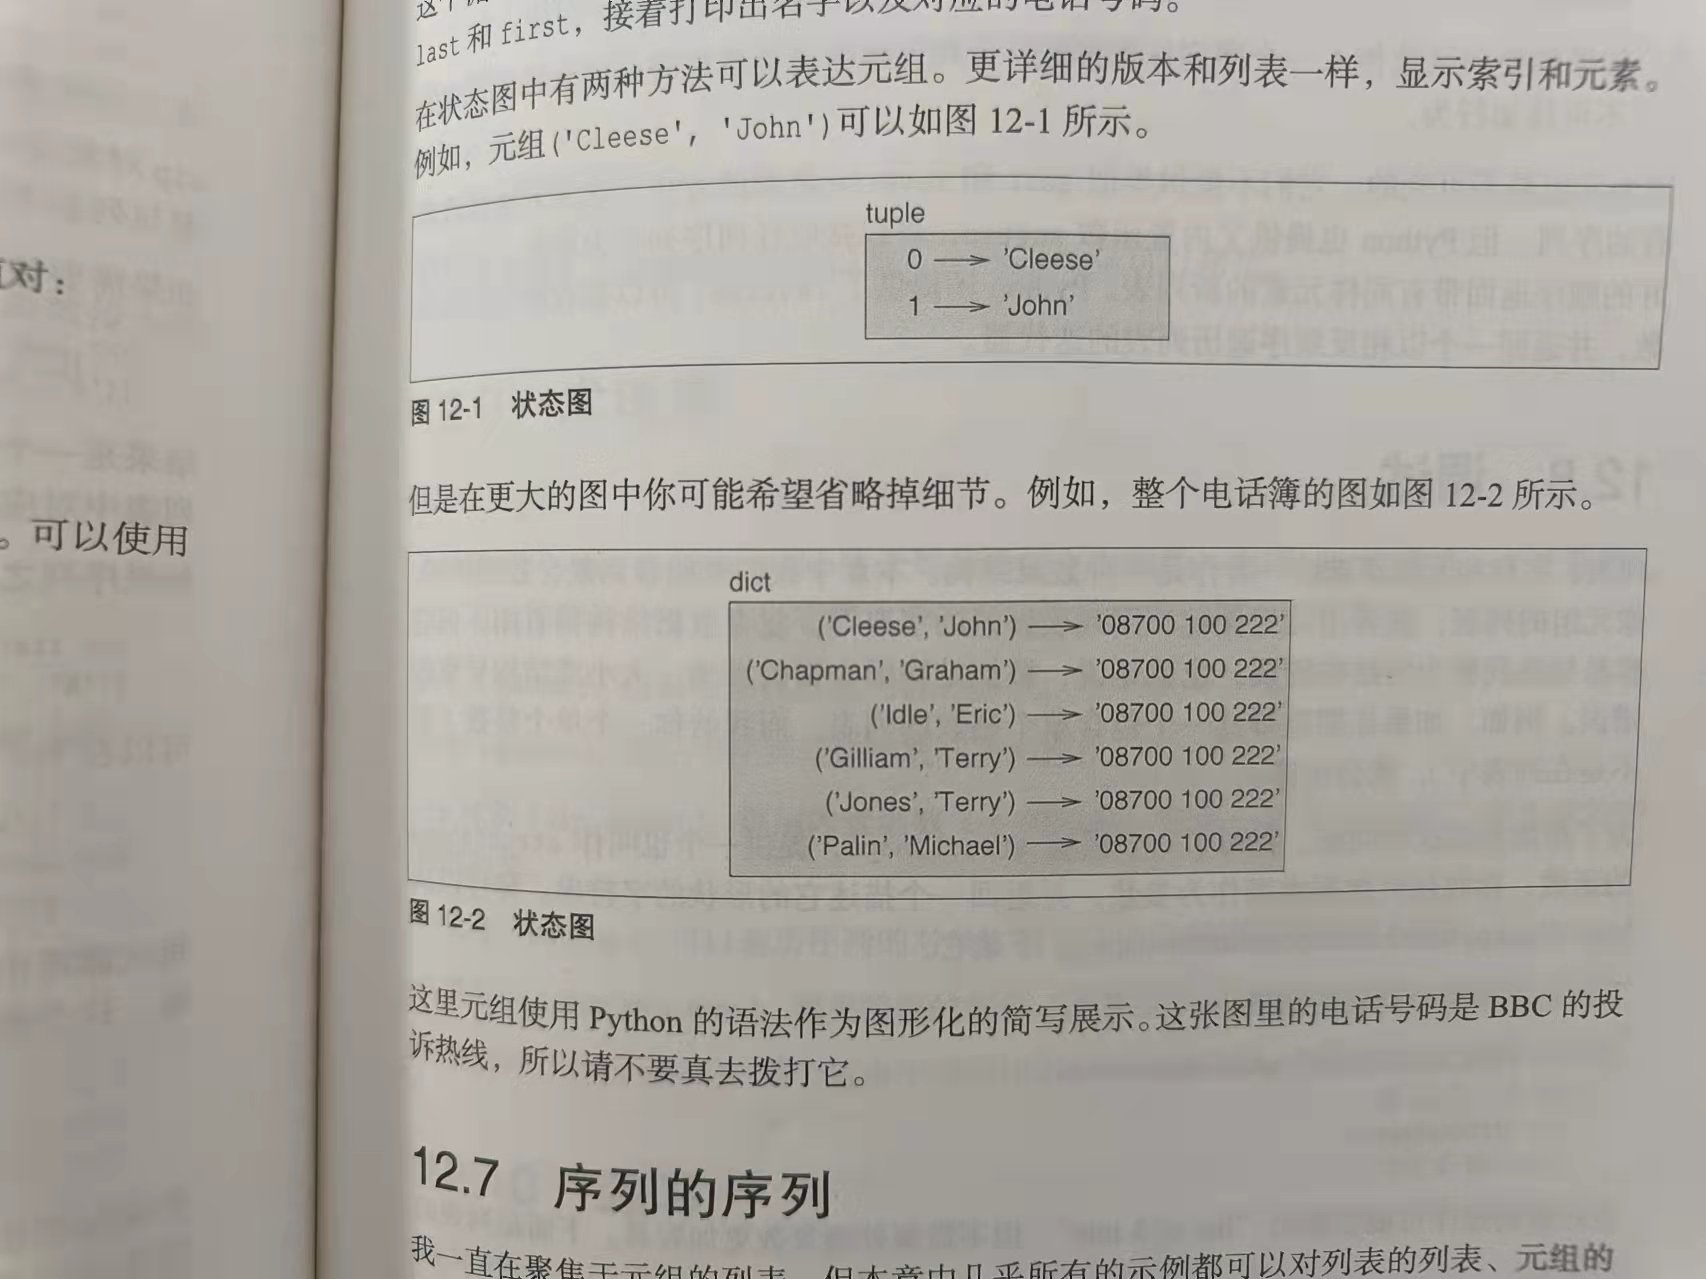 对：
。可以使用
last和first，接着打印出名字以及对应的电话号码。
在状态图中有两种方法可以表达元组。更详细的版本和列表一样，显示索引和元素。
例如，元组('Cleese', 'John')可以如图 12-1 所示。
tuple
0 → 'Cleese'
1 → 'John'
图 12-1 状态图
但是在更大的图中你可能希望省略掉细节。例如，整个电话簿的图如图 12-2 所示。
dict
('Cleese', 'John') → '08700 100 222'
('Chapman', 'Graham') → '08700 100 222'
('Idle', 'Eric') → '08700 100 222'
('Gilliam', 'Terry') → '08700 100 222'
('Jones', 'Terry') → '08700 100 222'
('Palin', 'Michael') → '08700 100 222'
图 12-2 状态图
这里元组使用 Python 的语法作为图形化的简写展示。这张图里的电话号码是 BBC 的投
诉热线，所以请不要真去拨打它。
12.7 序列的序列
我一直在聚焦于元组的列表，但本章中几乎所有的示例都可以对列表的列表、元组的